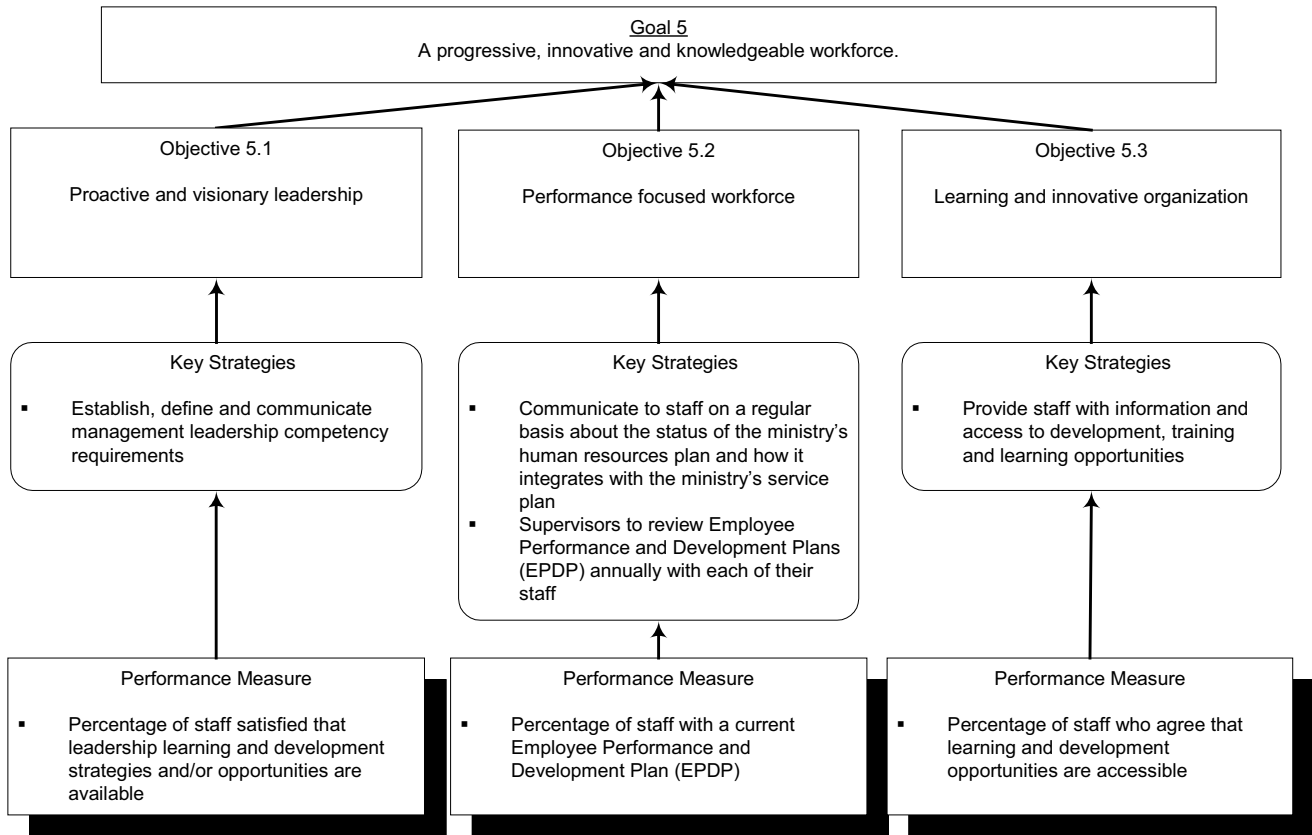 Goal 5
A progressive, innovative and knowledgeable workforce.
Objective 5.1
Proactive and visionary leadership
Objective 5.2
Performance focused workforce
Objective 5.3
Learning and innovative organization
Key Strategies
▪ Establish, define and communicate
management leadership competency
requirements
Key Strategies
▪ Communicate to staff on a regular
basis about the status of the ministry’s
human resources plan and how it
integrates with the ministry’s service
plan
▪ Supervisors to review Employee
Performance and Development Plans
(EPDP) annually with each of their
staff
Key Strategies
▪ Provide staff with information and
access to development, training
and learning opportunities
Performance Measure
▪ Percentage of staff satisfied that
leadership learning and development
strategies and/or opportunities are
available
Performance Measure
▪ Percentage of staff with a current
Employee Performance and
Development Plan (EPDP)
Performance Measure
▪ Percentage of staff who agree that
learning and development
opportunities are accessible